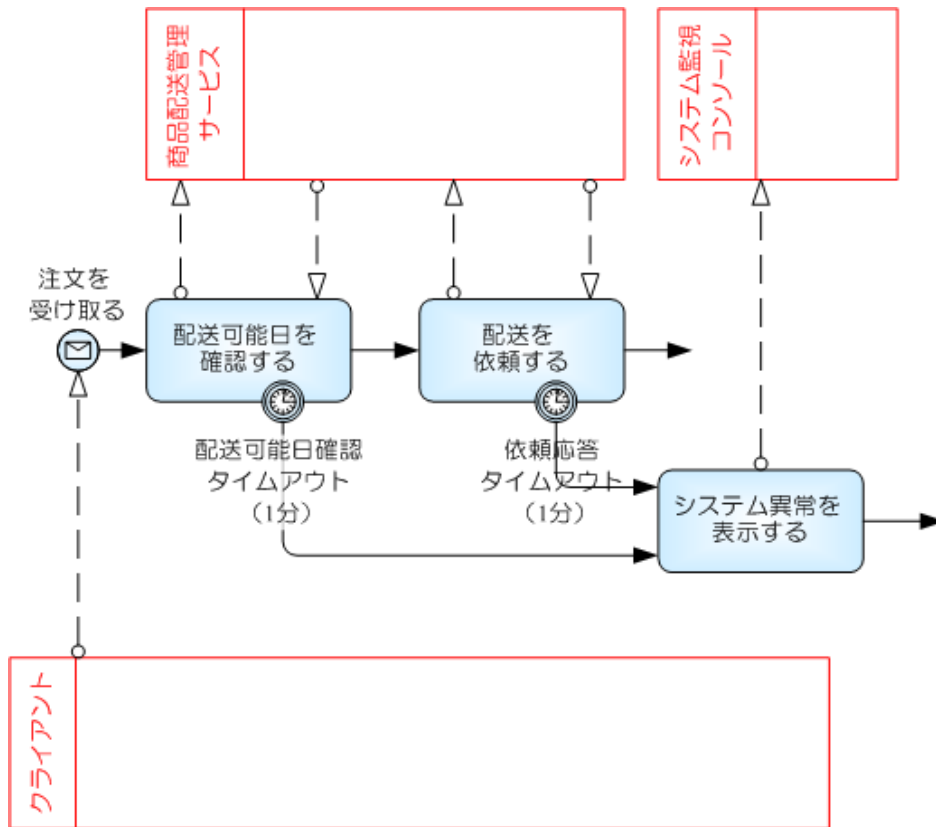 商品配送管理
サービス
システム監視
コンソール
注文を
受け取る
配送可能日を
確認する
配送を
依頼する
配送可能日確認
タイムアウト
（1分）
依頼応答
タイムアウト
（1分）
システム異常を
表示する
クライアント